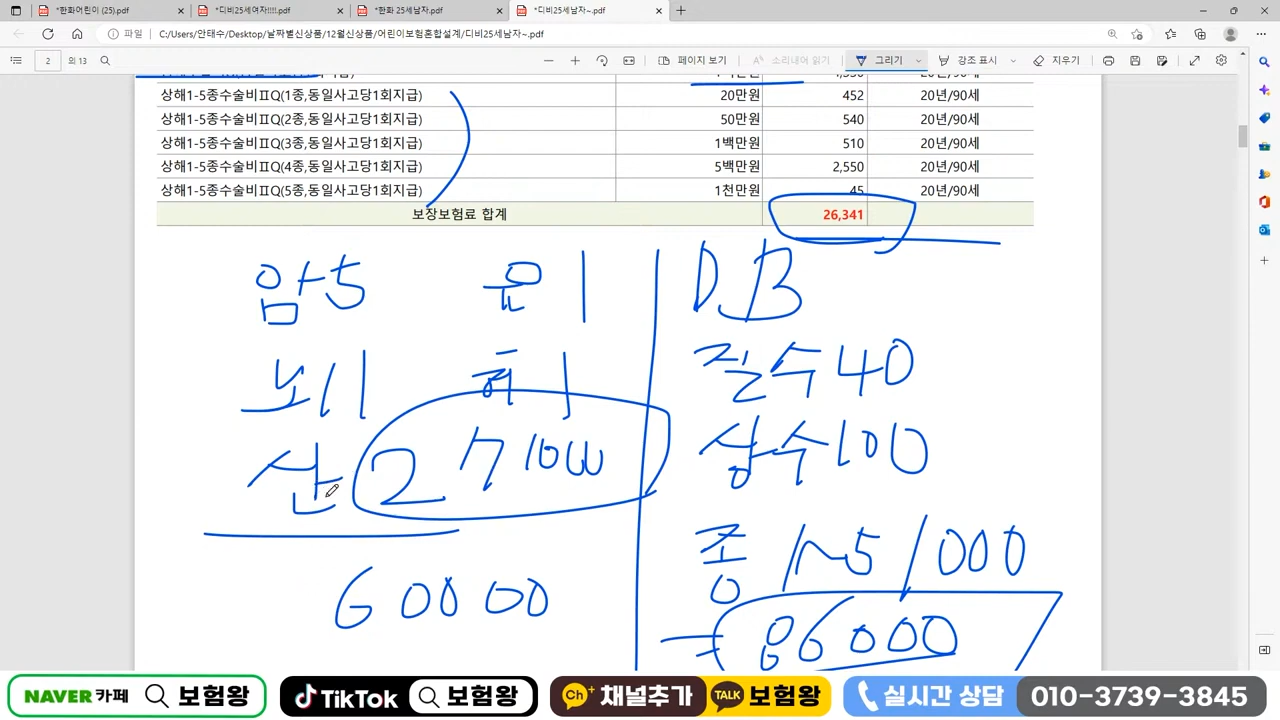 *한화어린이 (25).pdf
*디비25세여자!!!!.pdf
*한화 25세남자.pdf
*디비25세남자~.pdf
파일 C:/Users/안태수/Desktop/날짜별신상품/12월신상품/어린이보험혼합설계/디비25세남자~.pdf
2 의 13
페이지 보기
소리내어 읽기
그리기
강조 표시
지우기
상해1-5종수술비ⅡQ(1종,동일사고당1회지급) 20만원 452 20년/90세
상해1-5종수술비ⅡQ(2종,동일사고당1회지급) 50만원 540 20년/90세
상해1-5종수술비ⅡQ(3종,동일사고당1회지급) 1백만원 510 20년/90세
상해1-5종수술비ⅡQ(4종,동일사고당1회지급) 5백만원 2,550 20년/90세
상해1-5종수술비ⅡQ(5종,동일사고당1회지급) 1천만원 45 20년/90세
보장보험료 합계 26,341
암+5 유 1
DB
뇌 1 허 1
질수40
산 2
상수100
종 1~5 / 000
60000
86000
NAVER 카페 보험왕
TikTok 보험왕
Ch+ 채널추가
TALK 보험왕
실시간 상담 010-3739-3845